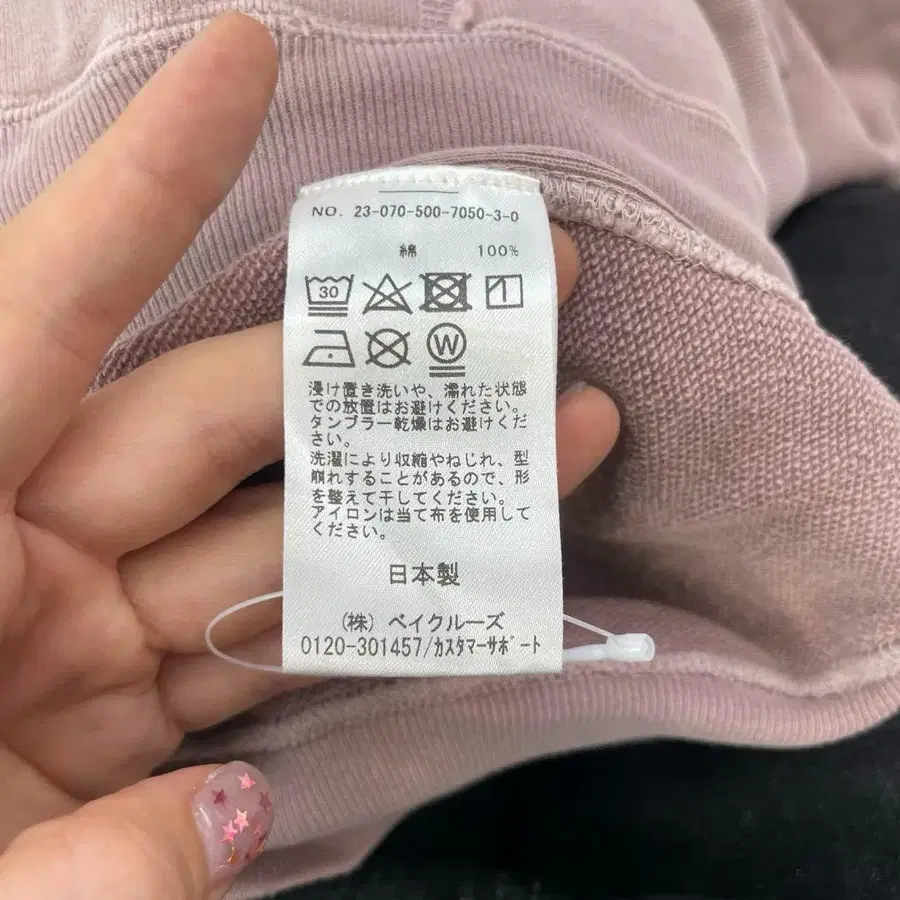 NO. 23-070-500-7050-3-0
綿 100%
30
W
浸け置き洗いや、濡れた状態
での放置はお避けください。
タンブラー乾燥はお避けくだ
さい。
洗濯により収縮やねじれ、型
崩れすることがあるので、形
を整えて干してください。
アイロンは当て布を使用して
ください。
日本製
(株) ベイクルーズ
0120-301457/カスタマーサポート